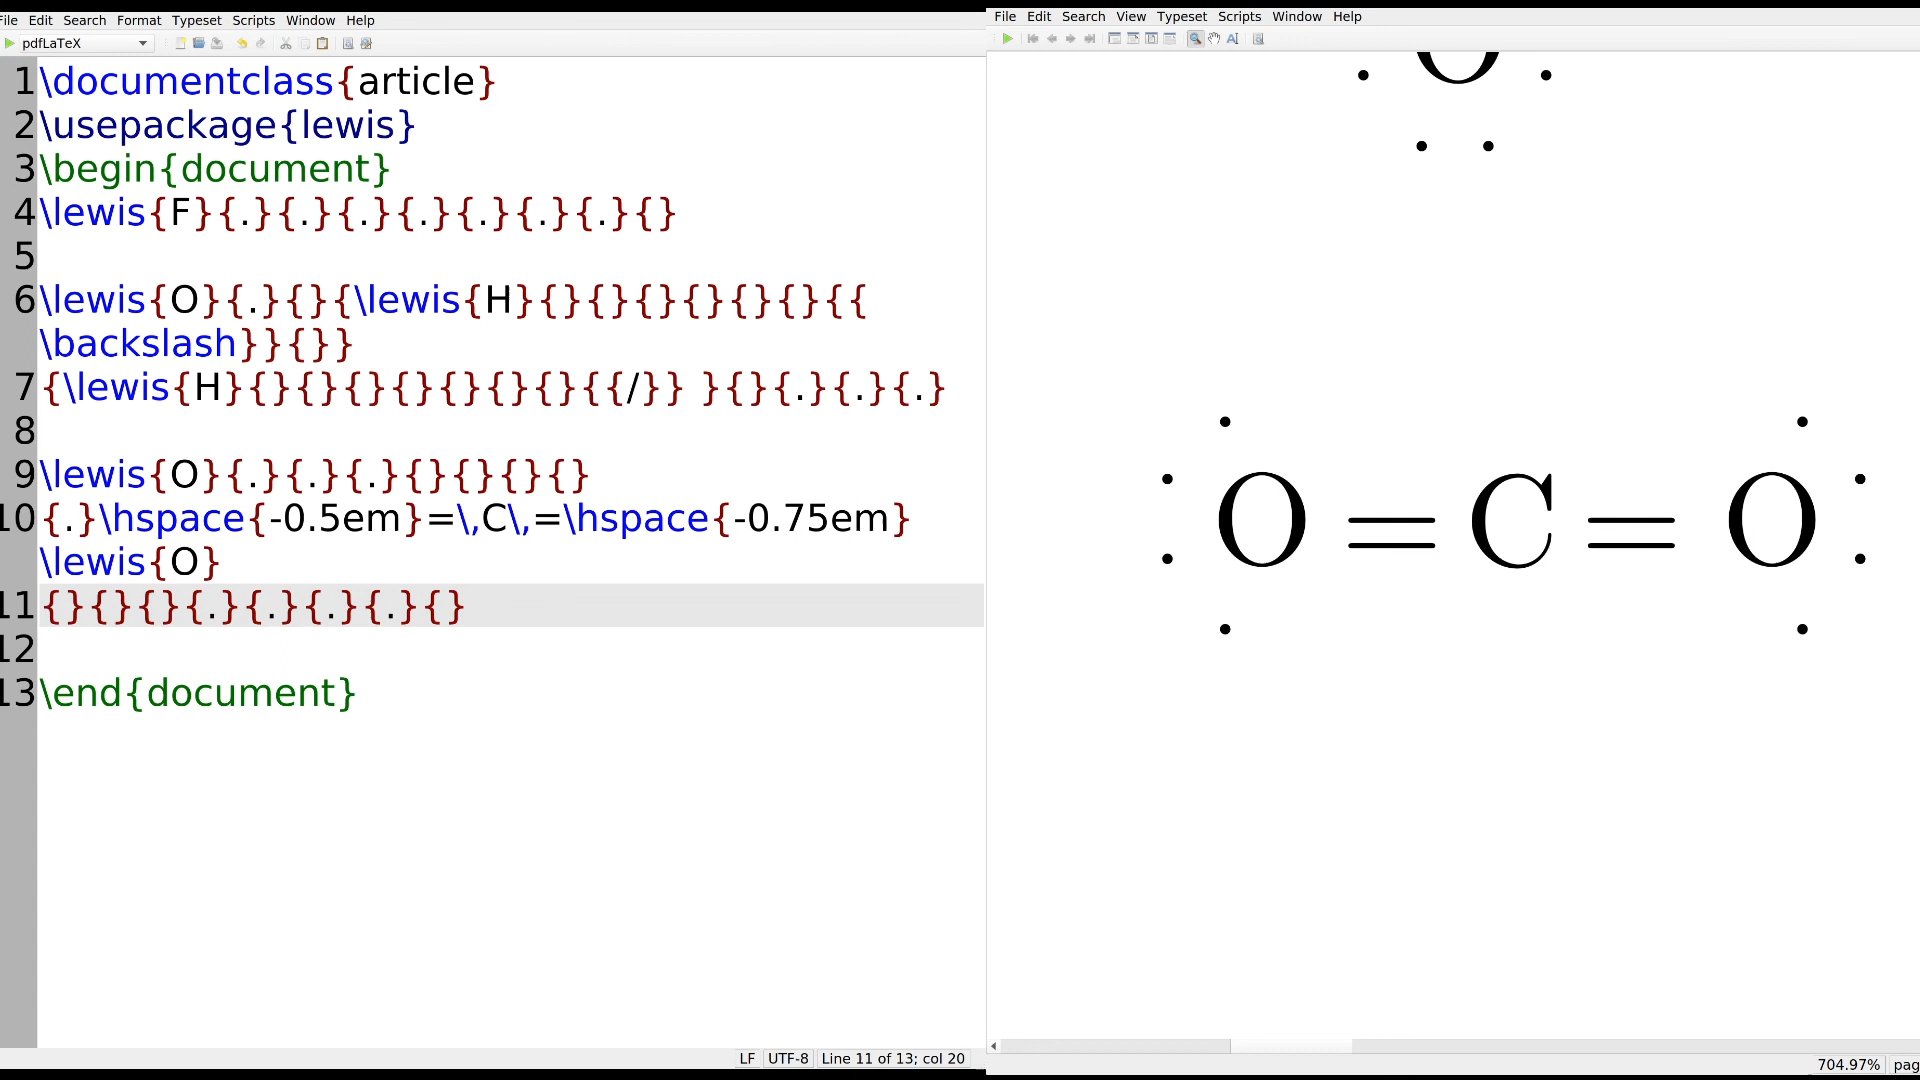 File Edit Search Format Typeset Scripts Window Help
pdfLaTeX
1 \documentclass{article}
2 \usepackage{lewis}
3 \begin{document}
4 \lewis{F}{.}{.}{.}{.}{.}{.}{.}{}
5
6 \lewis{O}{.}{}{\lewis{H}{}{}{}{}{}{}{{
\backslash}}{}}
7 {\lewis{H}{}{}{}{}{}{}{}{{/}} }{}{.}{.}{.}
8
9 \lewis{O}{.}{.}{.}{}{}{}{}
10 {.}\hspace{-0.5em}=\,C\,=\hspace{-0.75em}
\lewis{O}
11 {}{}{}{.}{.}{.}{.}{}
12
13 \end{document}
LF UTF-8 Line 11 of 13; col 20
File Edit Search View Typeset Scripts Window Help
O
O = C = O
704.97% pag